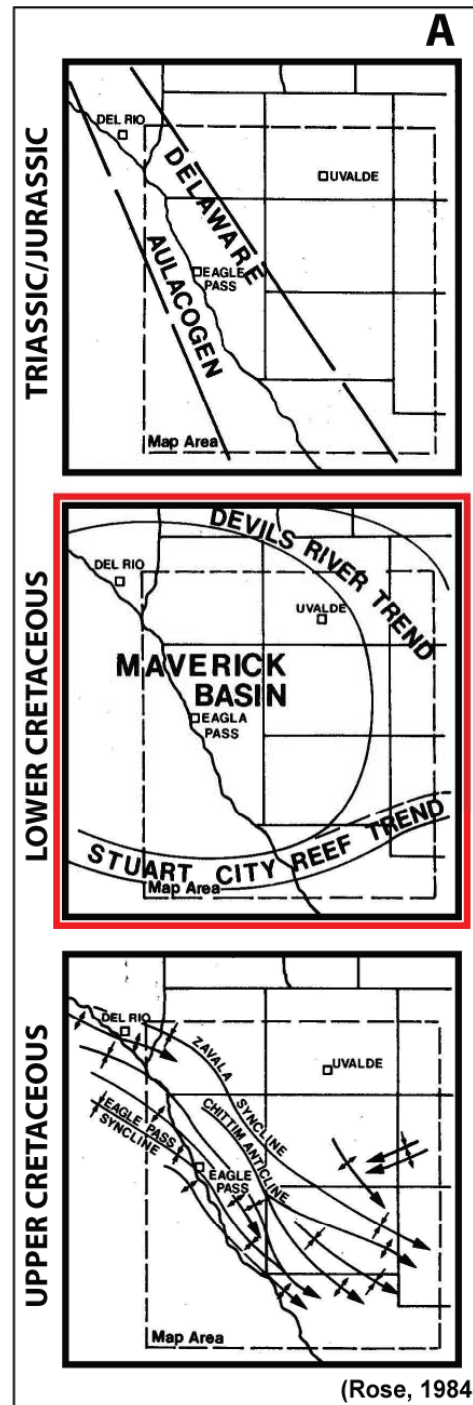 A
TRIASSIC/JURASSIC
DEL RIO
DELAWARE
UVALDE
AULACOGEN
EAGLE
PASS
Map Area
LOWER CRETACEOUS
DEVILS RIVER TREND
DEL RIO
UVALDE
MAVERICK
BASIN
EAGLA
PASS
STUART CITY REEF TREND
Map Area
UPPER CRETACEOUS
DEL RIO
ZAVALA
SYNCLINE
UVALDE
CHITTIM ANTICLINE
EAGLE PASS
SYNCLINE
EAGLE
PASS
Map Area
(Rose, 1984